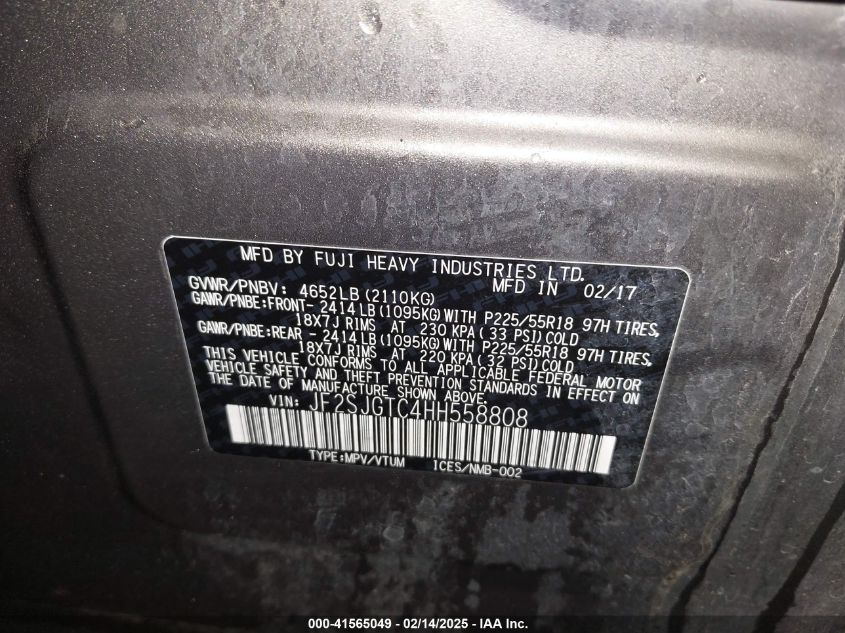 MFD BY FUJI HEAVY INDUSTRIES LTD.
GVWR/PNBV: 4652LB(2110KG) MFD IN 02/17
GAWR/PNBE:FRONT- 2414LB(1095KG)WITH P225/55R18 97H TIRES,
18X7J RIMS AT 230 KPA(33 PSI)COLD
GAWR/PNBE:REAR - 2414LB(1095KG)WITH P225/55R18 97H TIRES,
18X7J RIMS AT 220 KPA(32 PSI)COLD
THIS VEHICLE CONFORMS TO ALL APPLICABLE FEDERAL MOTOR
VEHICLE SAFETY AND THEFT PREVENTION STANDARDS IN EFFECT ON
THE DATE OF MANUFACTURE SHOWN ABOVE.
VIN: JF2SJGTC4HH558808
TYPE:MPV/VTUM ICES/NMB-002
000-41565049 - 02/14/2025 - IAA Inc.